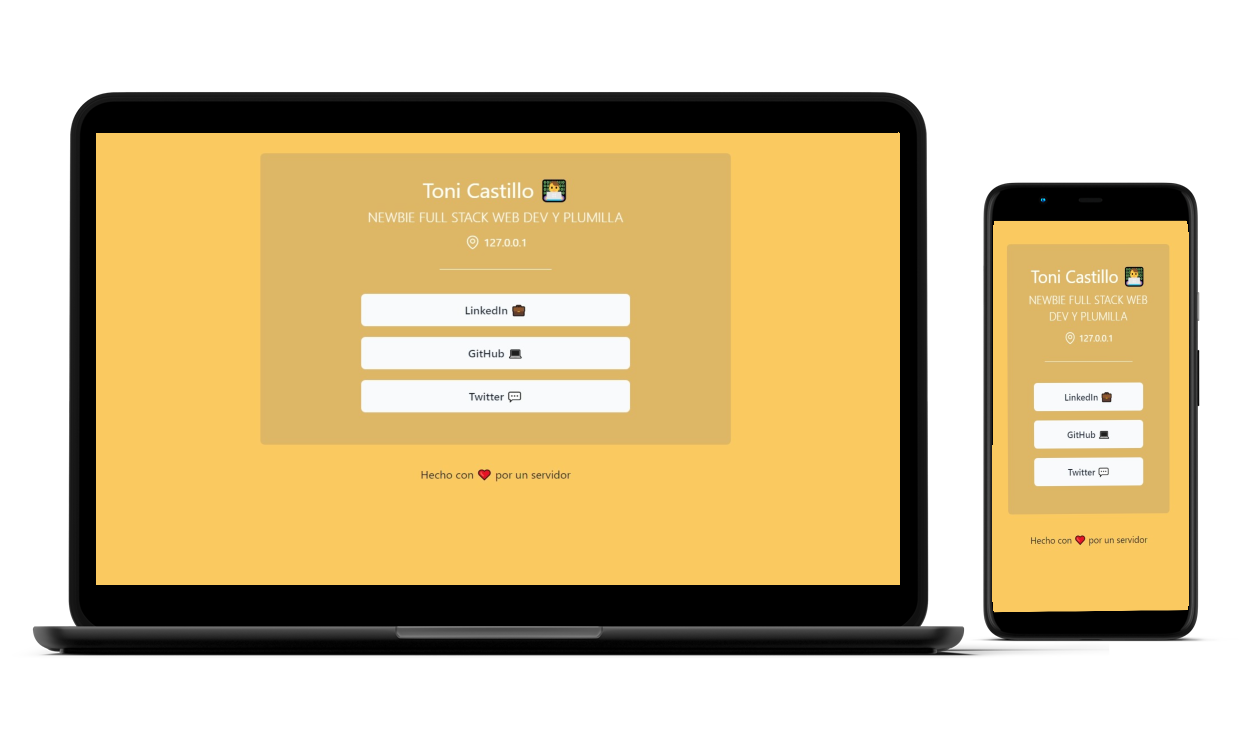 Toni Castillo 👨‍💻
NEWBIE FULL STACK WEB DEV Y PLUMILLA
127.0.0.1
LinkedIn 💼
GitHub 💻
Twitter 💬
Hecho con ❤️ por un servidor
Toni Castillo 👨‍💻
NEWBIE FULL STACK WEB
DEV Y PLUMILLA
127.0.0.1
LinkedIn 💼
GitHub 💻
Twitter 💬
Hecho con ❤️ por un servidor